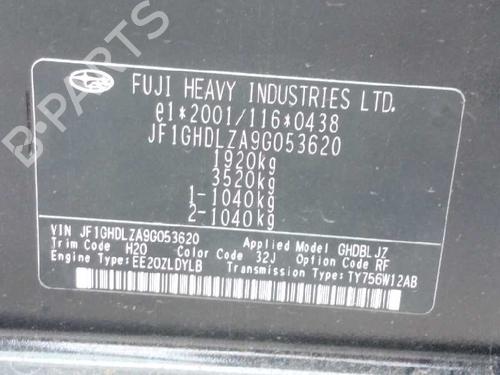 B-PARTS
FUJI HEAVY INDUSTRIES LTD.
e1*2001/116*0438
JF1GHDLZA9G053620
1920kg
3520kg
1-1040kg
2-1040kg
VIN JF1GHDLZA9G053620 Applied Model GHDBLJZ
Trim Code H20 Color Code 32J Option Code RF
Engine Type:EE20ZLDYLB Transmission Type:TY756W12AB